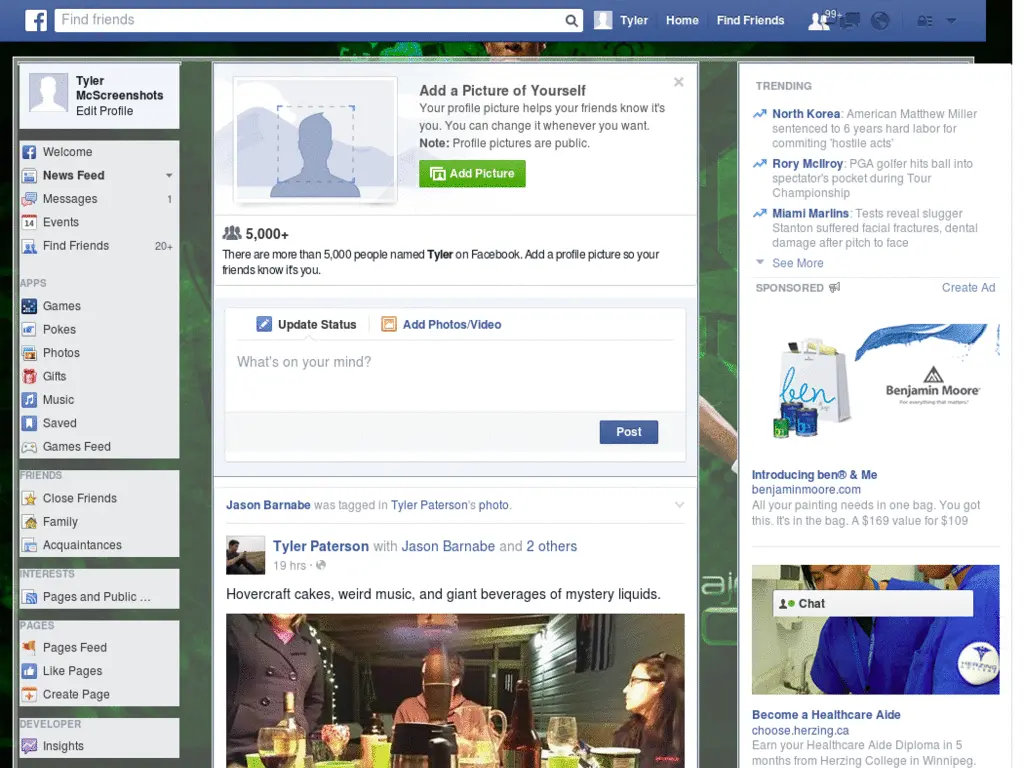 Find friends
Tyler
Home
Find Friends
99+
Tyler
McScreenshots
Edit Profile
Welcome
News Feed
Messages 1
14 Events
Find Friends 20+
APPS
Games
Pokes
Photos
Gifts
Music
Saved
Games Feed
FRIENDS
Close Friends
Family
Acquaintances
INTERESTS
Pages and Public ...
PAGES
Pages Feed
Like Pages
Create Page
DEVELOPER
Insights
Add a Picture of Yourself
Your profile picture helps your friends know it's
you. You can change it whenever you want.
Note: Profile pictures are public.
Add Picture
5,000+
There are more than 5,000 people named Tyler on Facebook. Add a profile picture so your
friends know it's you.
Update Status
Add Photos/Video
What's on your mind?
Post
Jason Barnabe was tagged in Tyler Paterson's photo.
Tyler Paterson with Jason Barnabe and 2 others
19 hrs ·
Hovercraft cakes, weird music, and giant beverages of mystery liquids.
TRENDING
North Korea: American Matthew Miller
sentenced to 6 years hard labor for
commiting 'hostile acts'
Rory McIlroy: PGA golfer hits ball into
spectator's pocket during Tour
Championship
Miami Marlins: Tests reveal slugger
Stanton suffered facial fractures, dental
damage after pitch to face
See More
SPONSORED
Create Ad
ben
Benjamin Moore
For everything that matters.
Introducing ben® & Me
benjaminmoore.com
All your painting needs in one bag. You got
this. It's in the bag. A $169 value for $109
Chat
HERZING
COLLEGE
Become a Healthcare Aide
choose.herzing.ca
Earn your Healthcare Aide Diploma in 5
months from Herzing College in Winnipeg.